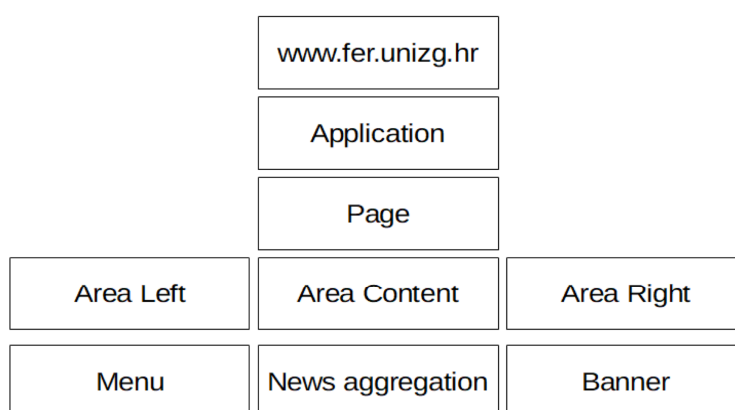 www.fer.unizg.hr
Application
Page
Area Left
Area Content
Area Right
Menu
News aggregation
Banner